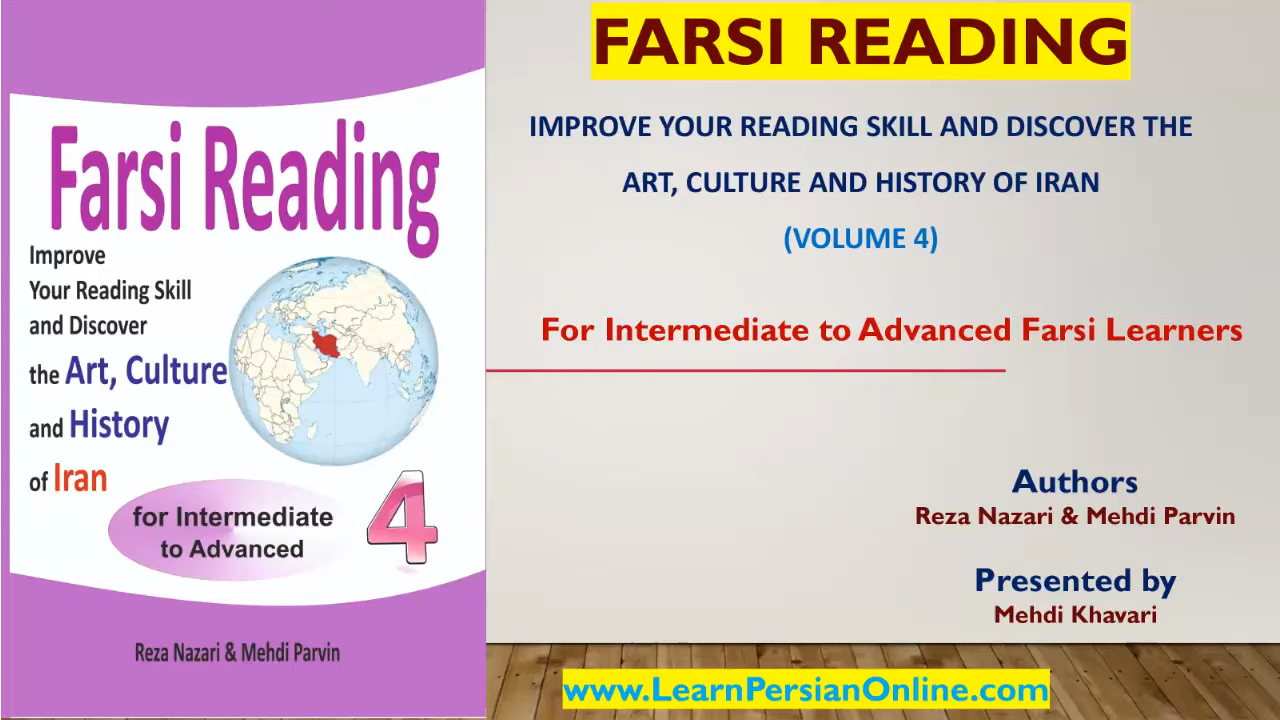 Farsi Reading
Improve
Your Reading Skill
and Discover
the Art, Culture
and History
of Iran
for Intermediate
to Advanced
4
Reza Nazari & Mehdi Parvin
FARSI READING
IMPROVE YOUR READING SKILL AND DISCOVER THE
ART, CULTURE AND HISTORY OF IRAN
(VOLUME 4)
For Intermediate to Advanced Farsi Learners
Authors
Reza Nazari & Mehdi Parvin
Presented by
Mehdi Khavari
www.LearnPersianOnline.com